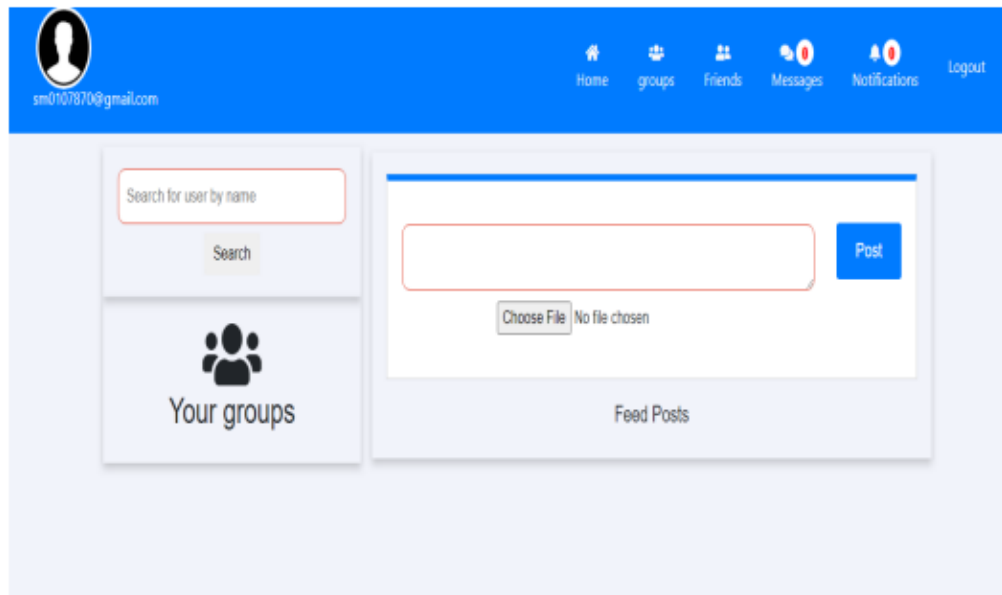 sm0107870@gmail.com
0 0
Home groups Friends Messages Notifications Logout
Search for user by name
Search
Post
Choose File No file chosen
Your groups
Feed Posts